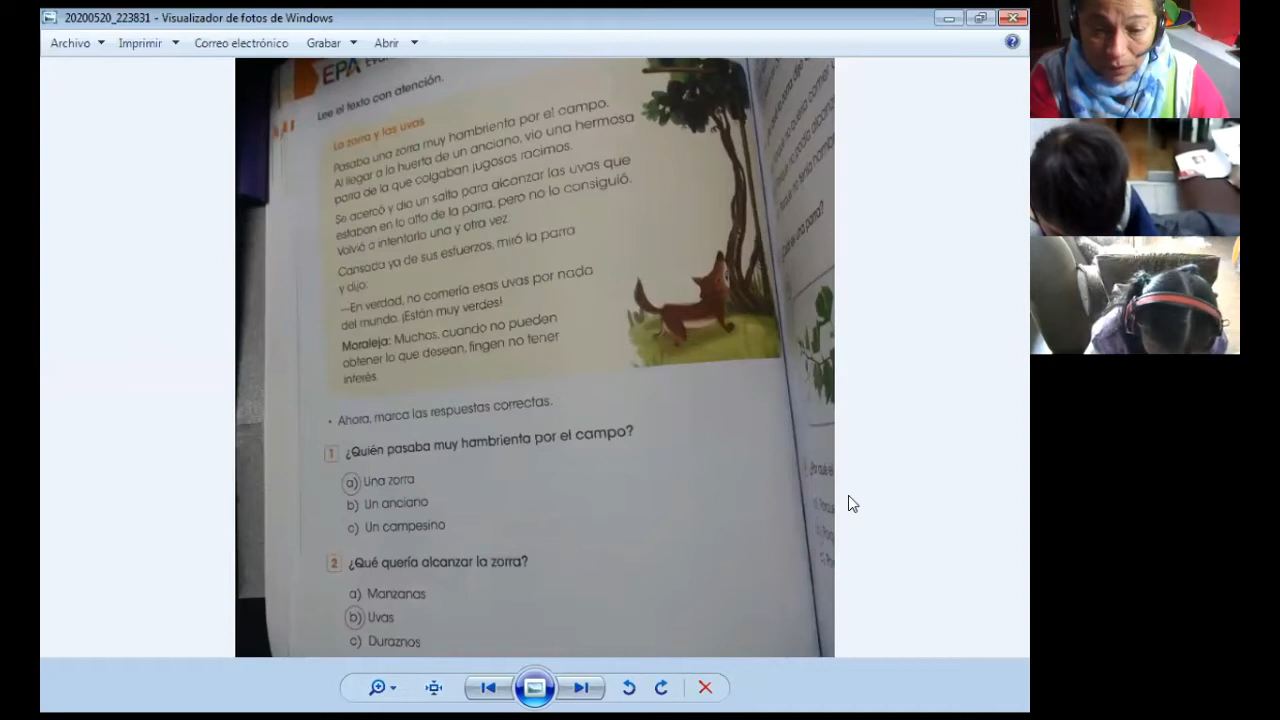 20200520_223831 - Visualizador de fotos de Windows
Archivo Imprimir Correo electrónico Grabar Abrir
EPA
Lee el texto con atención.
La zorra y las uvas
Pasaba una zorra muy hambrienta por el campo.
Al llegar a la huerta de un anciano, vio una hermosa
parra de la que colgaban jugosos racimos.
Se acercó y dio un salto para alcanzar las uvas que
estaban en lo alto de la parra, pero no lo consiguió.
Volvió a intentarlo una y otra vez.
Cansada ya de sus esfuerzos, miró la parra
y dijo:
—En verdad, no comería esas uvas por nada
del mundo. ¡Están muy verdes!
Moraleja: Muchos, cuando no pueden
obtener lo que desean, fingen no tener
interés.
• Ahora, marca las respuestas correctas.
1 ¿Quién pasaba muy hambrienta por el campo?
a) Una zorra
b) Un anciano
c) Un campesino
2 ¿Qué quería alcanzar la zorra?
a) Manzanas
b) Uvas
c) Duraznos